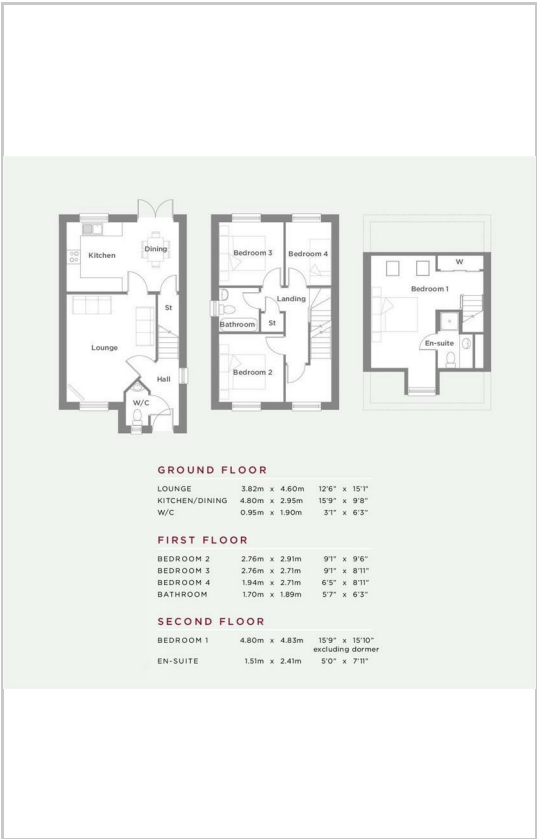 Kitchen
Dining
St
Lounge
Hall
W/C
Bedroom 3
Bedroom 4
Landing
Bathroom
St
Bedroom 2
W
Bedroom 1
En-suite
GROUND FLOOR
LOUNGE 3.82m x 4.60m 12'6" x 15'1"
KITCHEN/DINING 4.80m x 2.95m 15'9" x 9'8"
W/C 0.95m x 1.90m 3'1" x 6'3"
FIRST FLOOR
BEDROOM 2 2.76m x 2.91m 9'1" x 9'6"
BEDROOM 3 2.76m x 2.71m 9'1" x 8'11"
BEDROOM 4 1.94m x 2.71m 6'5" x 8'11"
BATHROOM 1.70m x 1.89m 5'7" x 6'3"
SECOND FLOOR
BEDROOM 1 4.80m x 4.83m 15'9" x 15'10"
excluding dormer
EN-SUITE 1.51m x 2.41m 5'0" x 7'11"